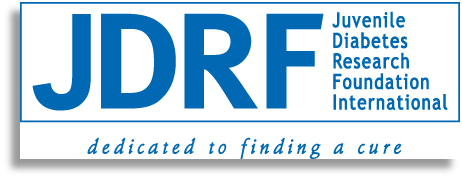 JDRF
Juvenile
Diabetes
Research
Foundation
International
dedicated to finding a cure